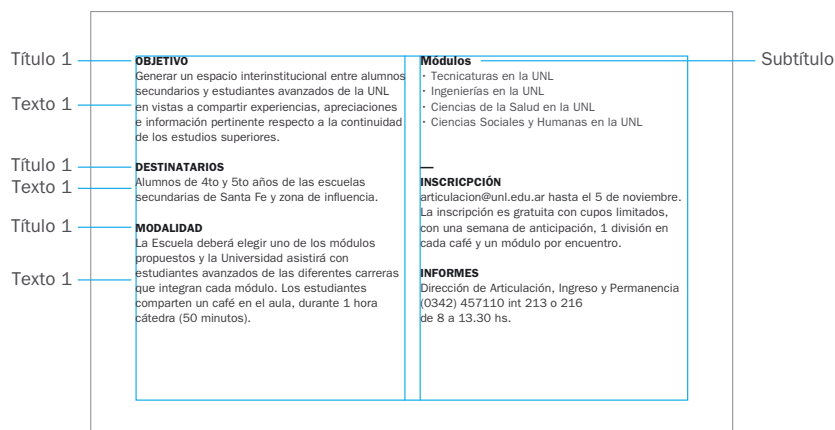 Título 1
OBJETIVO
Generar un espacio interinstitucional entre alumnos
secundarios y estudiantes avanzados de la UNL
Texto 1
en vistas a compartir experiencias, apreciaciones
e información pertinente respecto a la continuidad
de los estudios superiores.
Título 1
DESTINATARIOS
Texto 1
Alumnos de 4to y 5to años de las escuelas
secundarias de Santa Fe y zona de influencia.
Título 1
MODALIDAD
La Escuela deberá elegir uno de los módulos
propuestos y la Universidad asistirá con
Texto 1
estudiantes avanzados de las diferentes carreras
que integran cada módulo. Los estudiantes
comparten un café en el aula, durante 1 hora
cátedra (50 minutos).
Módulos
Subtítulo
· Tecnicaturas en la UNL
· Ingenierías en la UNL
· Ciencias de la Salud en la UNL
· Ciencias Sociales y Humanas en la UNL
—
INSCRICPCIÓN
articulacion@unl.edu.ar hasta el 5 de noviembre.
La inscripción es gratuita con cupos limitados,
con una semana de anticipación, 1 división en
cada café y un módulo por encuentro.
INFORMES
Dirección de Articulación, Ingreso y Permanencia
(0342) 457110 int 213 o 216
de 8 a 13.30 hs.